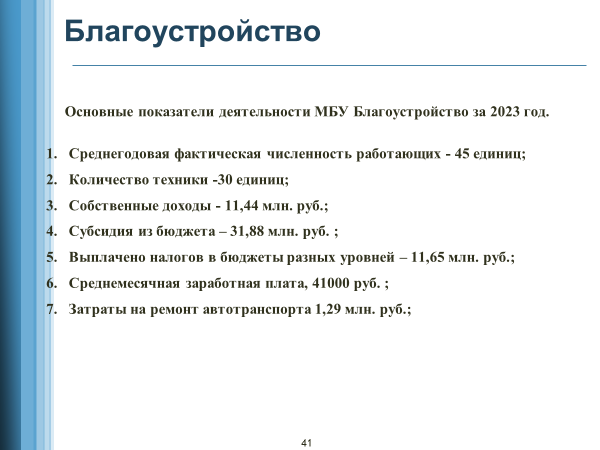 Благоустройство
Основные показатели деятельности МБУ Благоустройство за 2023 год.
1. Среднегодовая фактическая численность работающих - 45 единиц;
2. Количество техники -30 единиц;
3. Собственные доходы - 11,44 млн. руб.;
4. Субсидия из бюджета – 31,88 млн. руб. ;
5. Выплачено налогов в бюджеты разных уровней – 11,65 млн. руб.;
6. Среднемесячная заработная плата, 41000 руб. ;
7. Затраты на ремонт автотранспорта 1,29 млн. руб.;
41